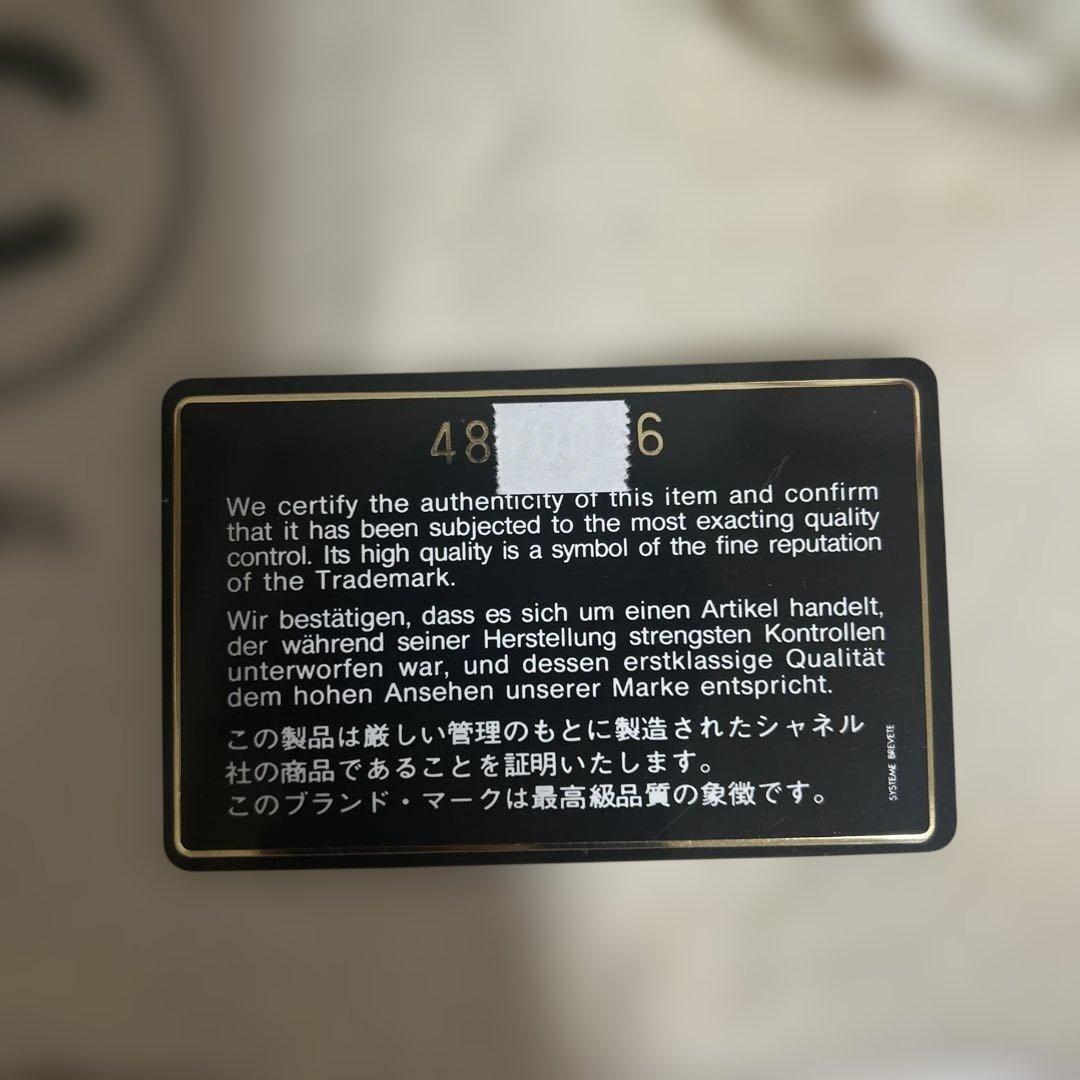 48 6
We certify the authenticity of this item and confirm
that it has been subjected to the most exacting quality
control. Its high quality is a symbol of the fine reputation
of the Trademark.
Wir bestätigen, dass es sich um einen Artikel handelt,
der während seiner Herstellung strengsten Kontrollen
unterworfen war, und dessen erstklassige Qualität
dem hohen Ansehen unserer Marke entspricht.
この製品は厳しい管理のもとに製造されたシャネル
社の商品であることを証明いたします。
このブランド・マークは最高級品質の象徴です。
SYSTEME BREVETE